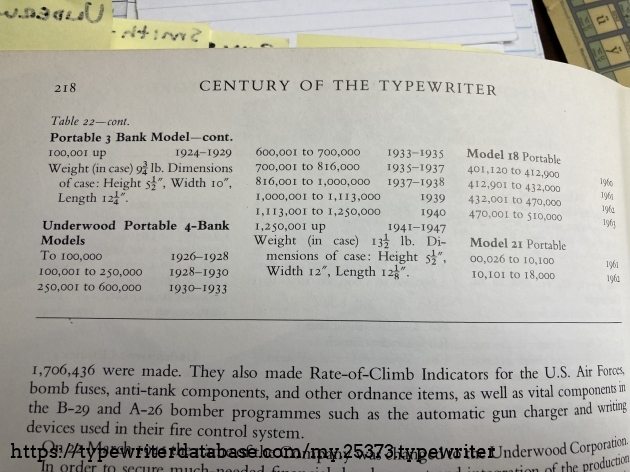 218
CENTURY OF THE TYPEWRITER
Table 22—cont.
Portable 3 Bank Model—cont.
100,001 up 1924–1929
Weight (in case) 9¾ lb. Dimensions
of case: Height 5½″, Width 10″,
Length 12¼″.
Underwood Portable 4-Bank
Models
To 100,000 1926–1928
100,001 to 250,000 1928–1930
250,001 to 600,000 1930–1933
600,001 to 700,000 1933–1935
700,001 to 816,000 1935–1937
816,001 to 1,000,000 1937–1938
1,000,001 to 1,113,000 1939
1,113,001 to 1,250,000 1940
1,250,001 up 1941–1947
Weight (in case) 13½ lb. Di-
mensions of case: Height 5½″,
Width 12″, Length 12⅛″.
Model 18 Portable
401,120 to 412,900 1960
412,901 to 432,000 1961
432,001 to 470,000 1962
470,001 to 510,000 1963
Model 21 Portable
00,026 to 10,100 1961
10,101 to 18,000 1962
1,706,436 were made. They also made Rate-of-Climb Indicators for the U.S. Air Forces,
bomb fuses, anti-tank components, and other ordnance items, as well as vital components in
the B-29 and A-26 bomber programmes such as the automatic gun charger and writing
devices used in their fire control system.
On March was changed to the Underwood Corporation.
In order to secure much needed of the production
https://typewriterdatabase.com/my.25373.typewriter